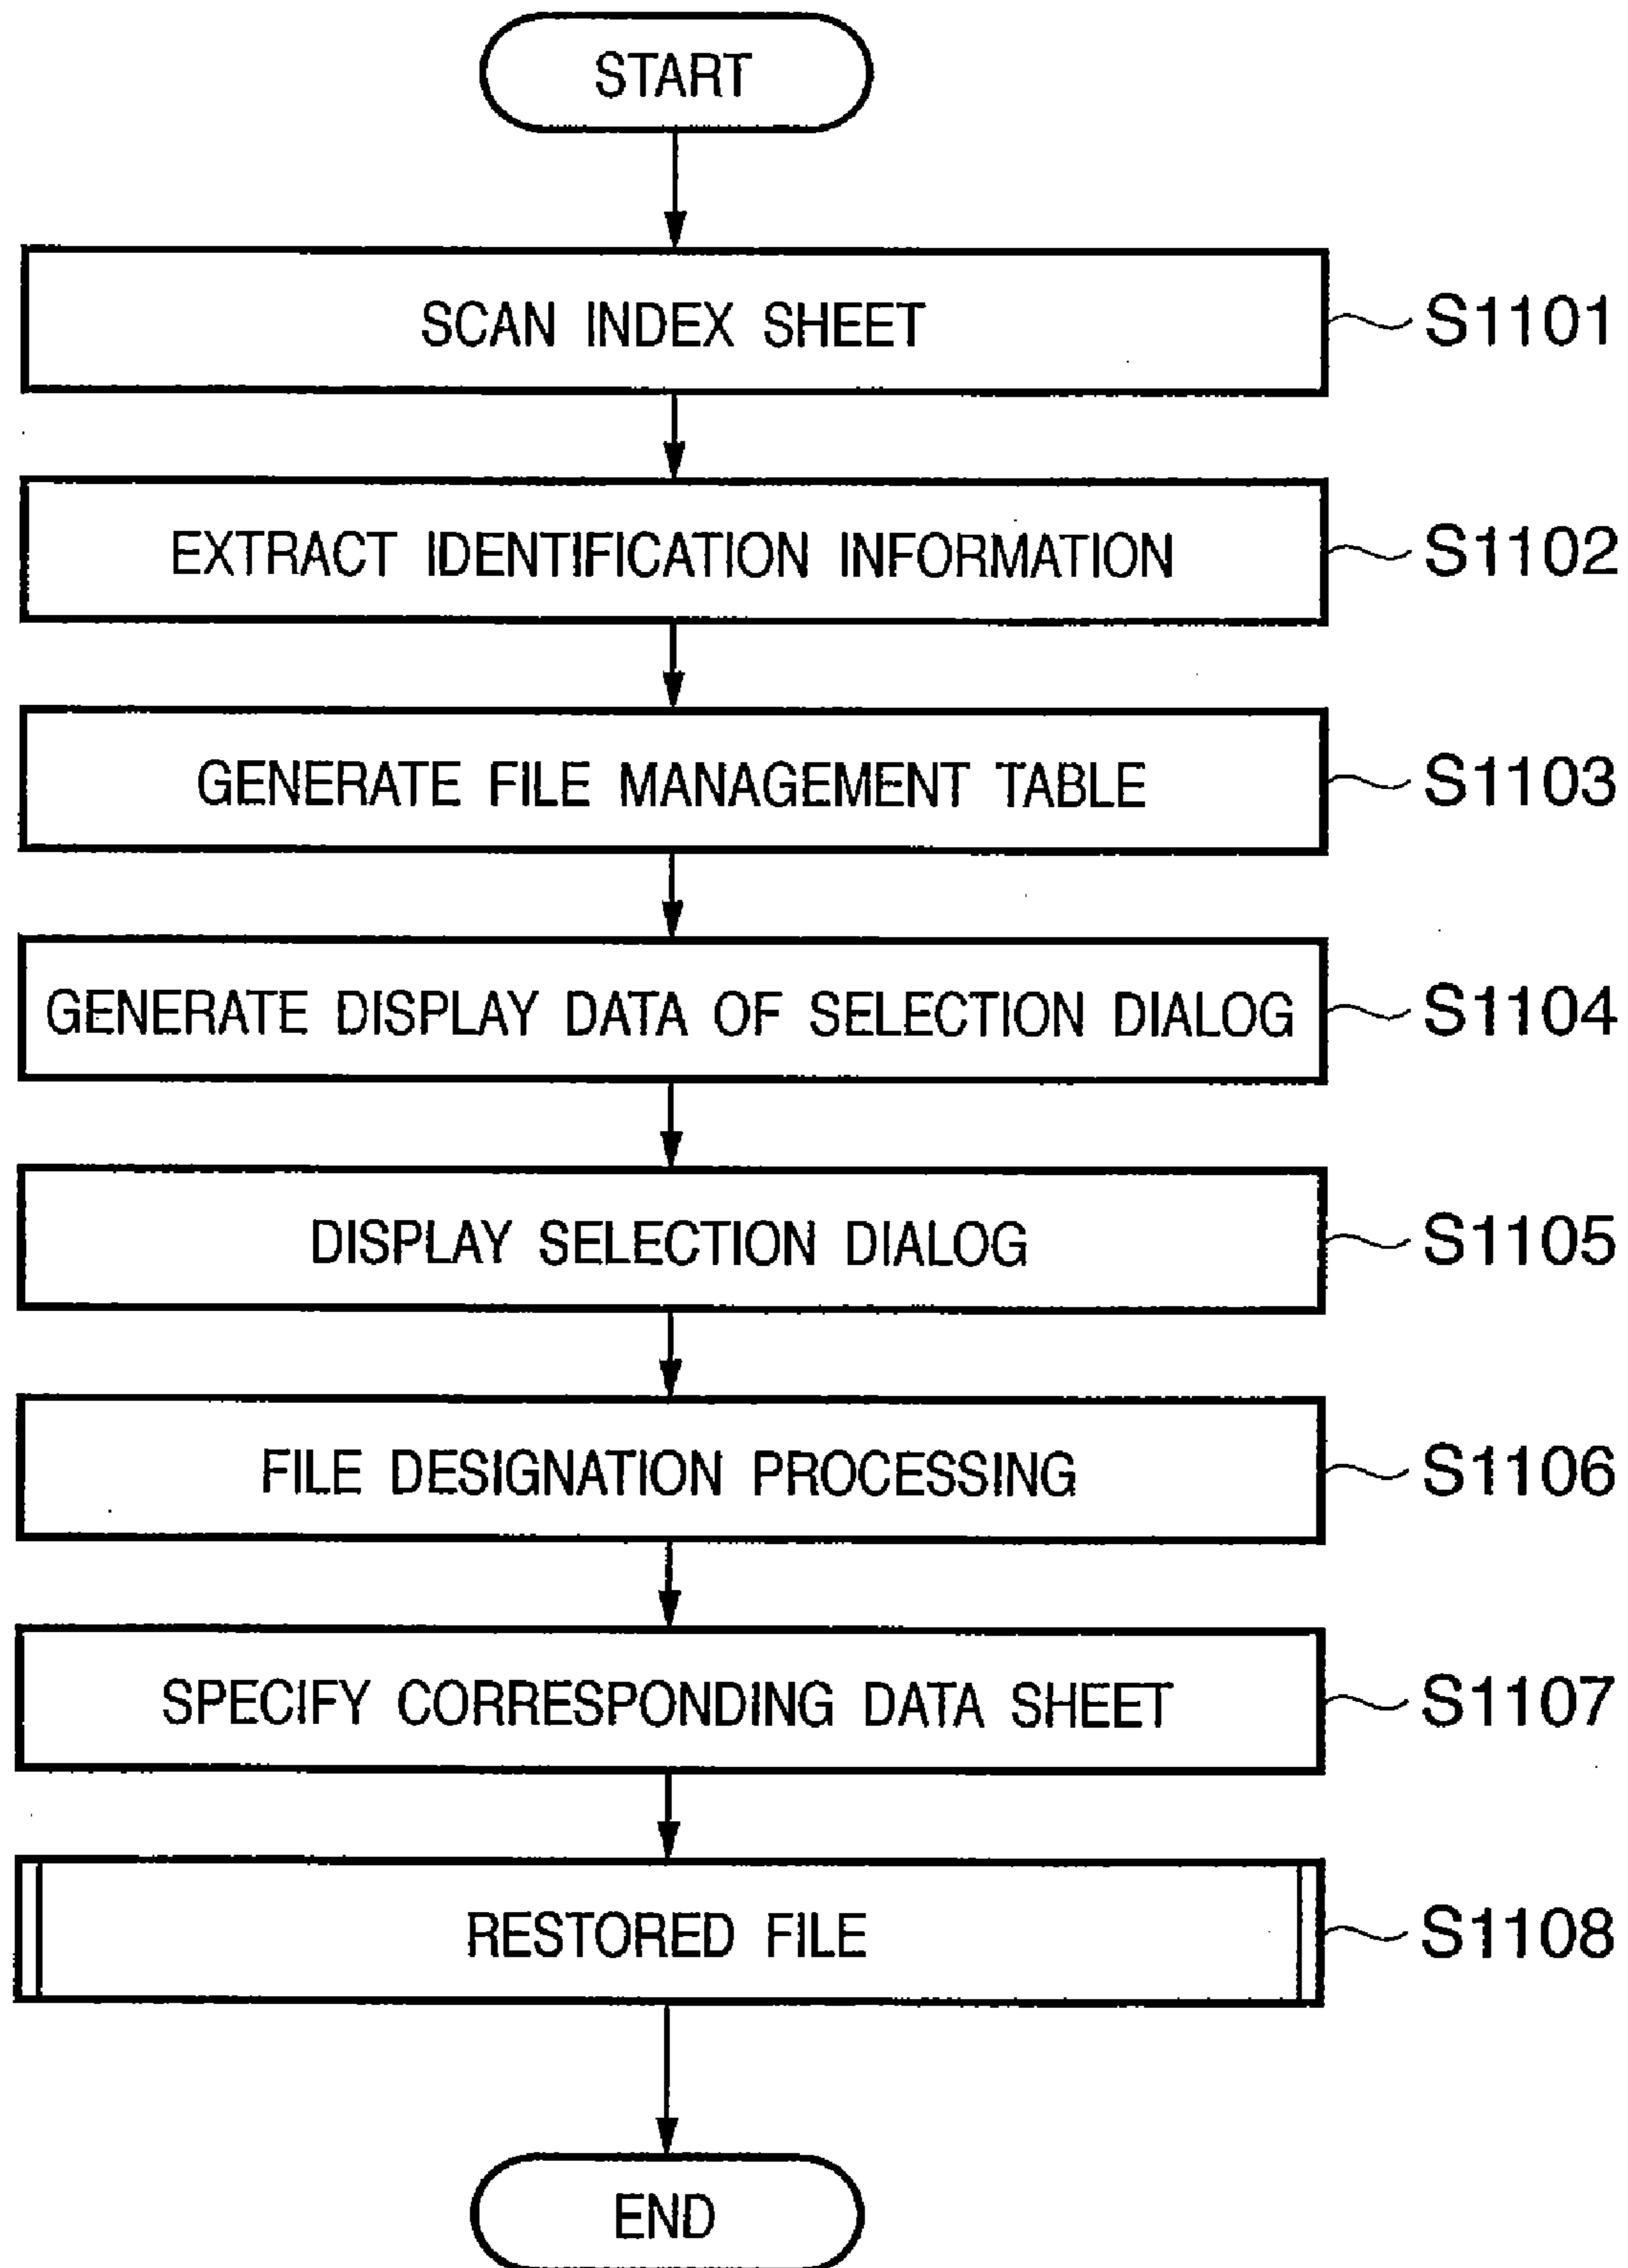 START
SCAN INDEX SHEET S1101
EXTRACT IDENTIFICATION INFORMATION S1102
GENERATE FILE MANAGEMENT TABLE S1103
GENERATE DISPLAY DATA OF SELECTION DIALOG S1104
DISPLAY SELECTION DIALOG S1105
FILE DESIGNATION PROCESSING S1106
SPECIFY CORRESPONDING DATA SHEET S1107
RESTORED FILE S1108
END